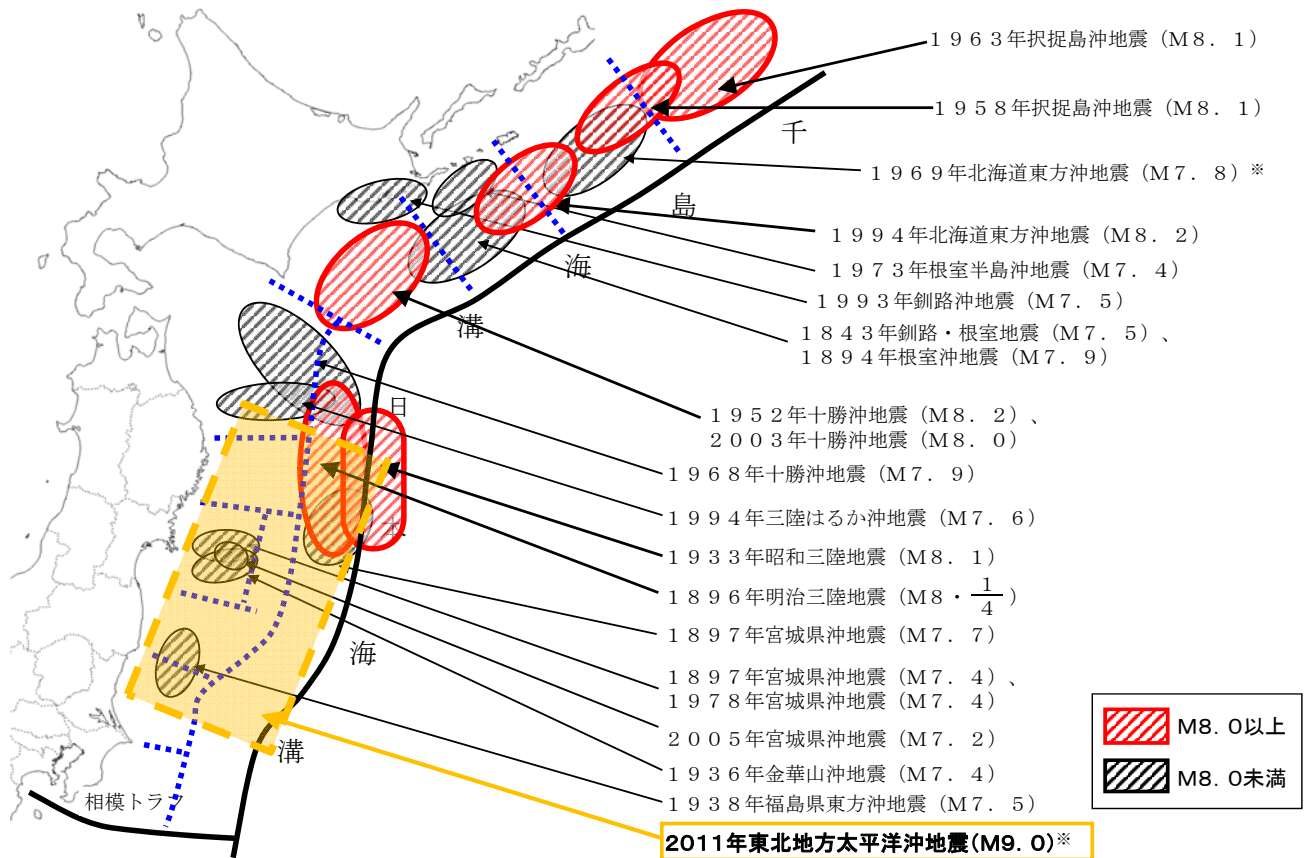 1963年択捉島沖地震（M8．1）
1958年択捉島沖地震（M8．1）
千
1969年北海道東方沖地震（M7．8）※
島
1994年北海道東方沖地震（M8．2）
海
1973年根室半島沖地震（M7．4）
1993年釧路沖地震（M7．5）
溝
1843年釧路・根室地震（M7．5）、
1894年根室沖地震（M7．9）
日
1952年十勝沖地震（M8．2）、
2003年十勝沖地震（M8．0）
1968年十勝沖地震（M7．9）
本
1994年三陸はるか沖地震（M7．6）
1933年昭和三陸地震（M8．1）
1896年明治三陸地震（M8・1/4）
1897年宮城県沖地震（M7．7）
海
1897年宮城県沖地震（M7．4）、
1978年宮城県沖地震（M7．4）
溝
2005年宮城県沖地震（M7．2）
1936年金華山沖地震（M7．4）
1938年福島県東方沖地震（M7．5）
相模トラフ
2011年東北地方太平洋沖地震(M9．0)※
M8．0以上
M8．0未満